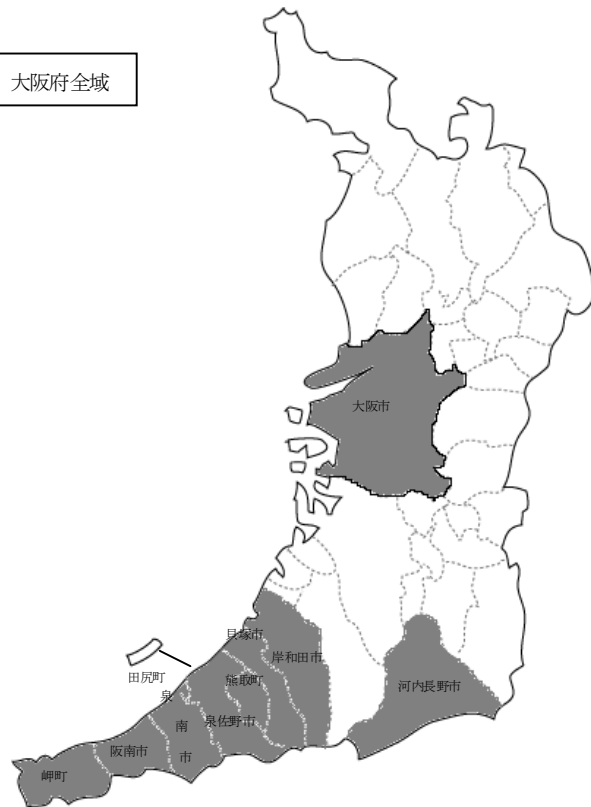 大阪府全域
大阪市
貝塚市
岸和田市
田尻町
熊取町
河内長野市
泉南市
泉佐野市
阪南市
岬町